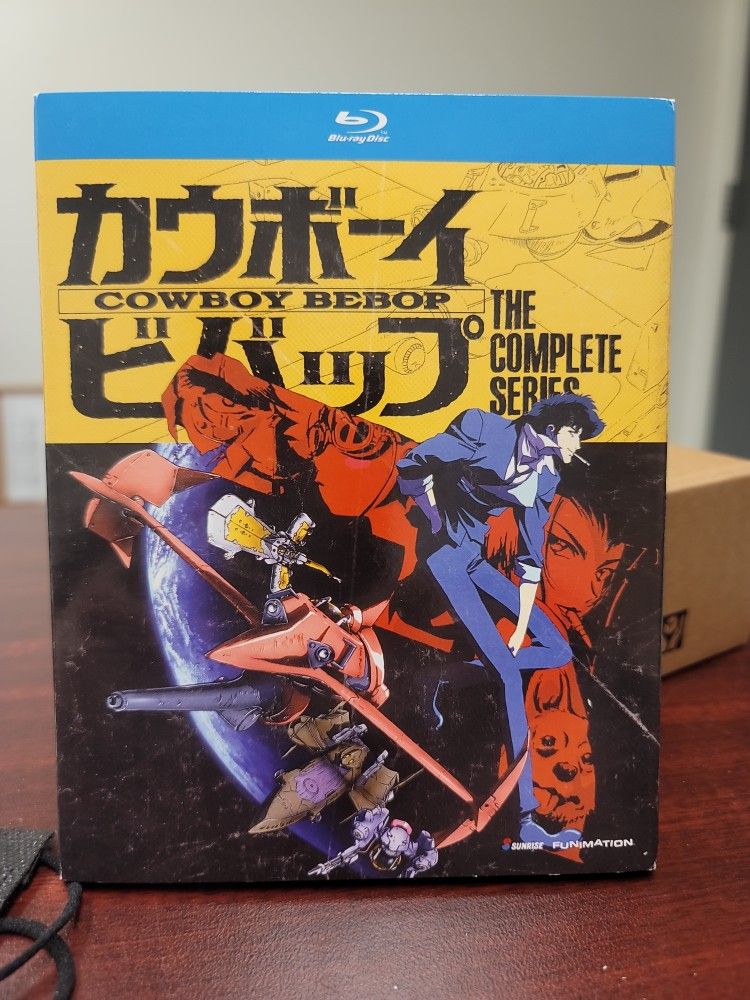 Blu-ray Disc
カウボーイ
COWBOY BEBOP
ビバップ
THE
COMPLETE
SERIES
SUNRISE FUNIMATION